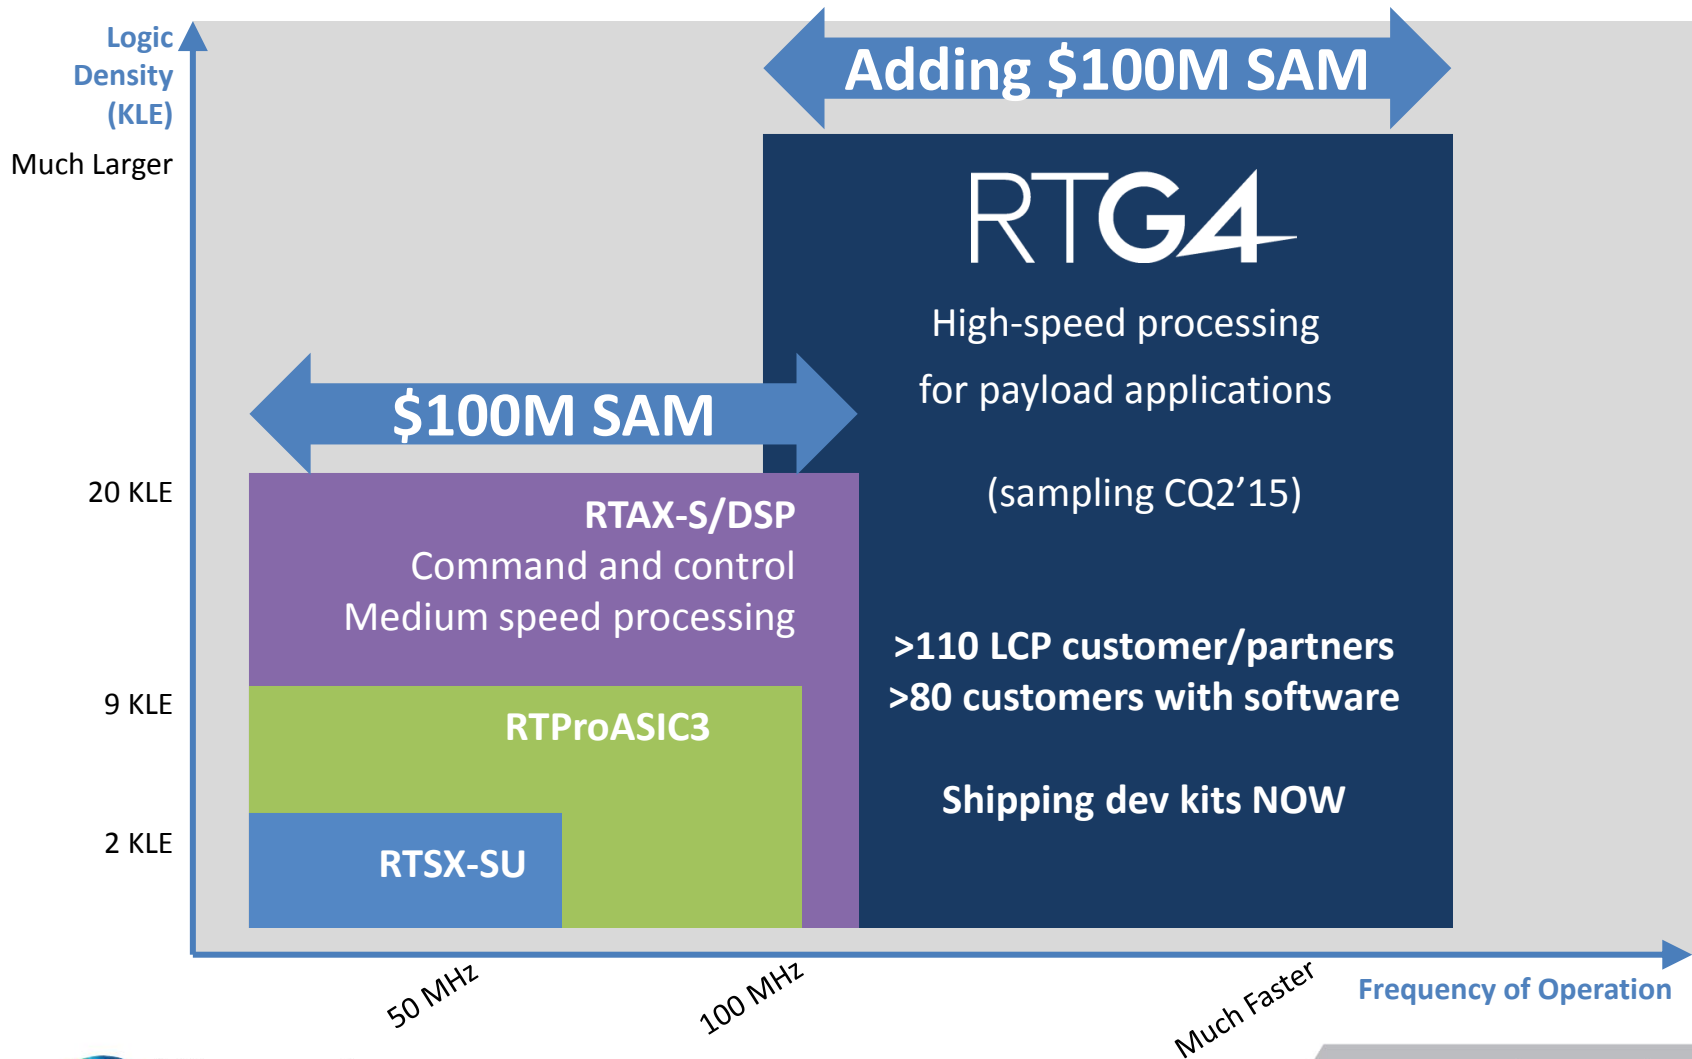 Logic
Density
(KLE)
Adding $100M SAM
Much Larger
RTG4
High-speed processing
for payload applications
$100M SAM
20 KLE
(sampling CQ2’15)
RTAX-S/DSP
Command and control
Medium speed processing
>110 LCP customer/partners
>80 customers with software
9 KLE
RTProASIC3
Shipping dev kits NOW
2 KLE
RTSX-SU
50 MHz
100 MHz
Much Faster
Frequency of Operation